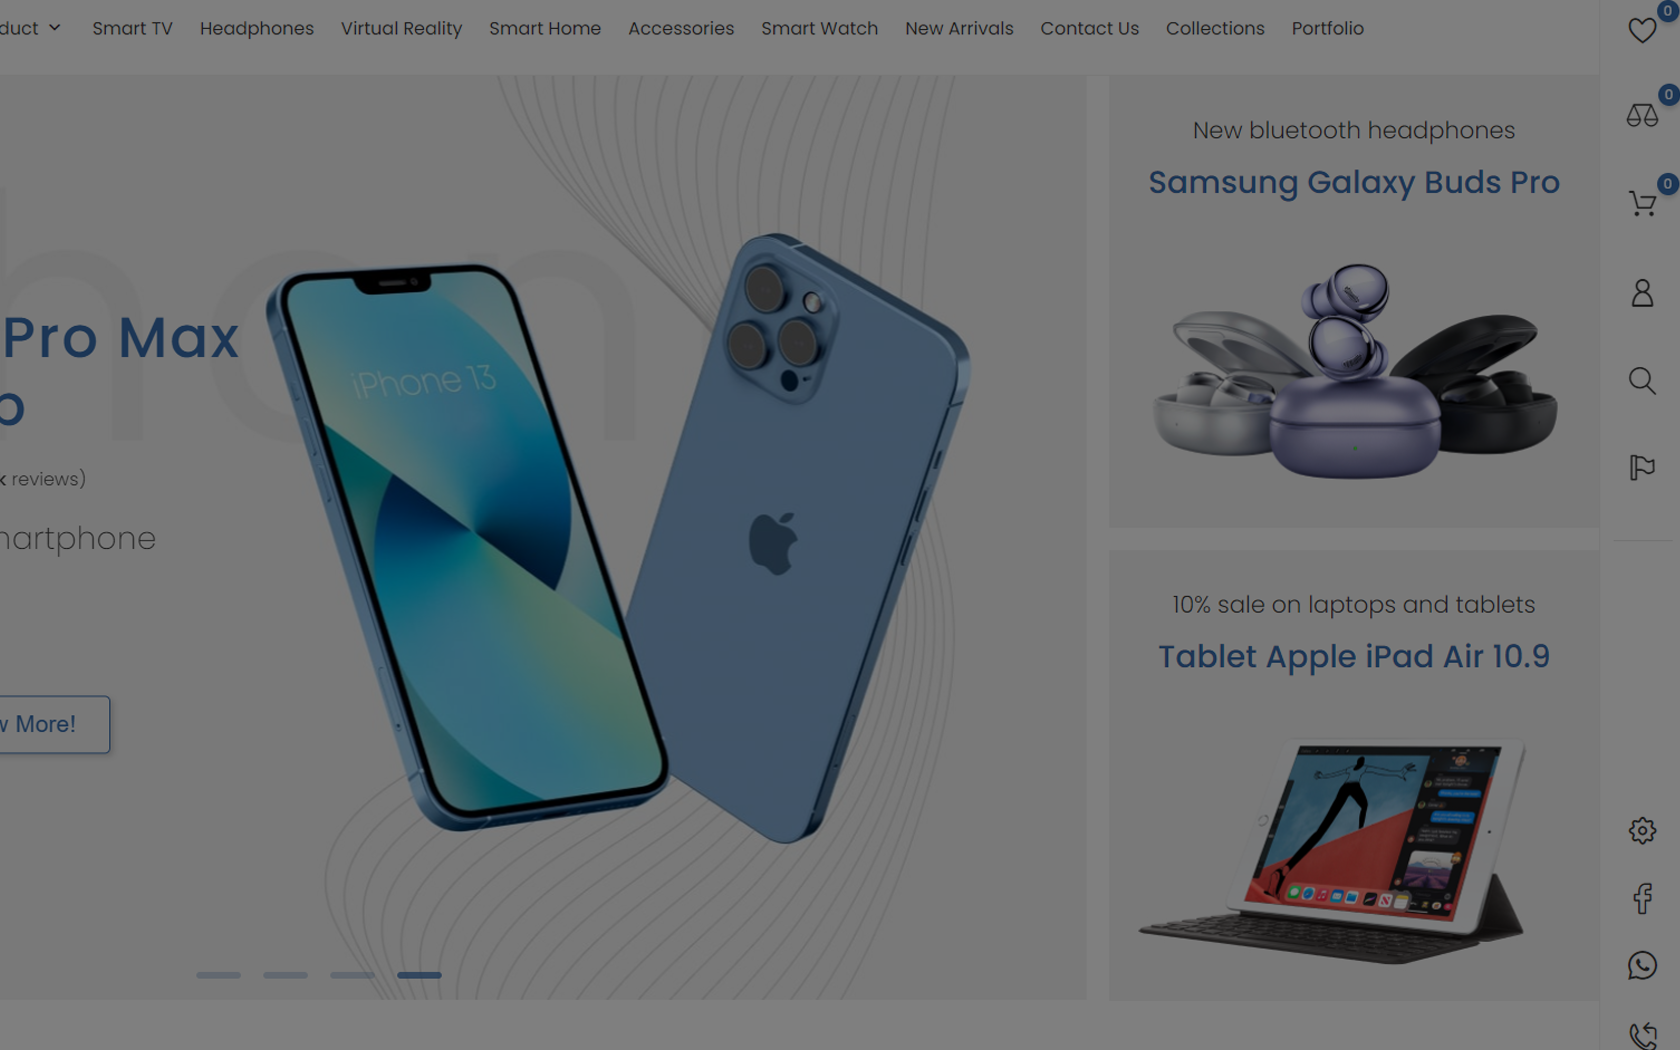 duct
Smart TV
Headphones
Virtual Reality
Smart Home
Accessories
Smart Watch
New Arrivals
Contact Us
Collections
Portfolio
0
0
0
hon
Pro Max
p
k reviews)
martphone
w More!
iPhone 13
New bluetooth headphones
Samsung Galaxy Buds Pro
10% sale on laptops and tablets
Tablet Apple iPad Air 10.9